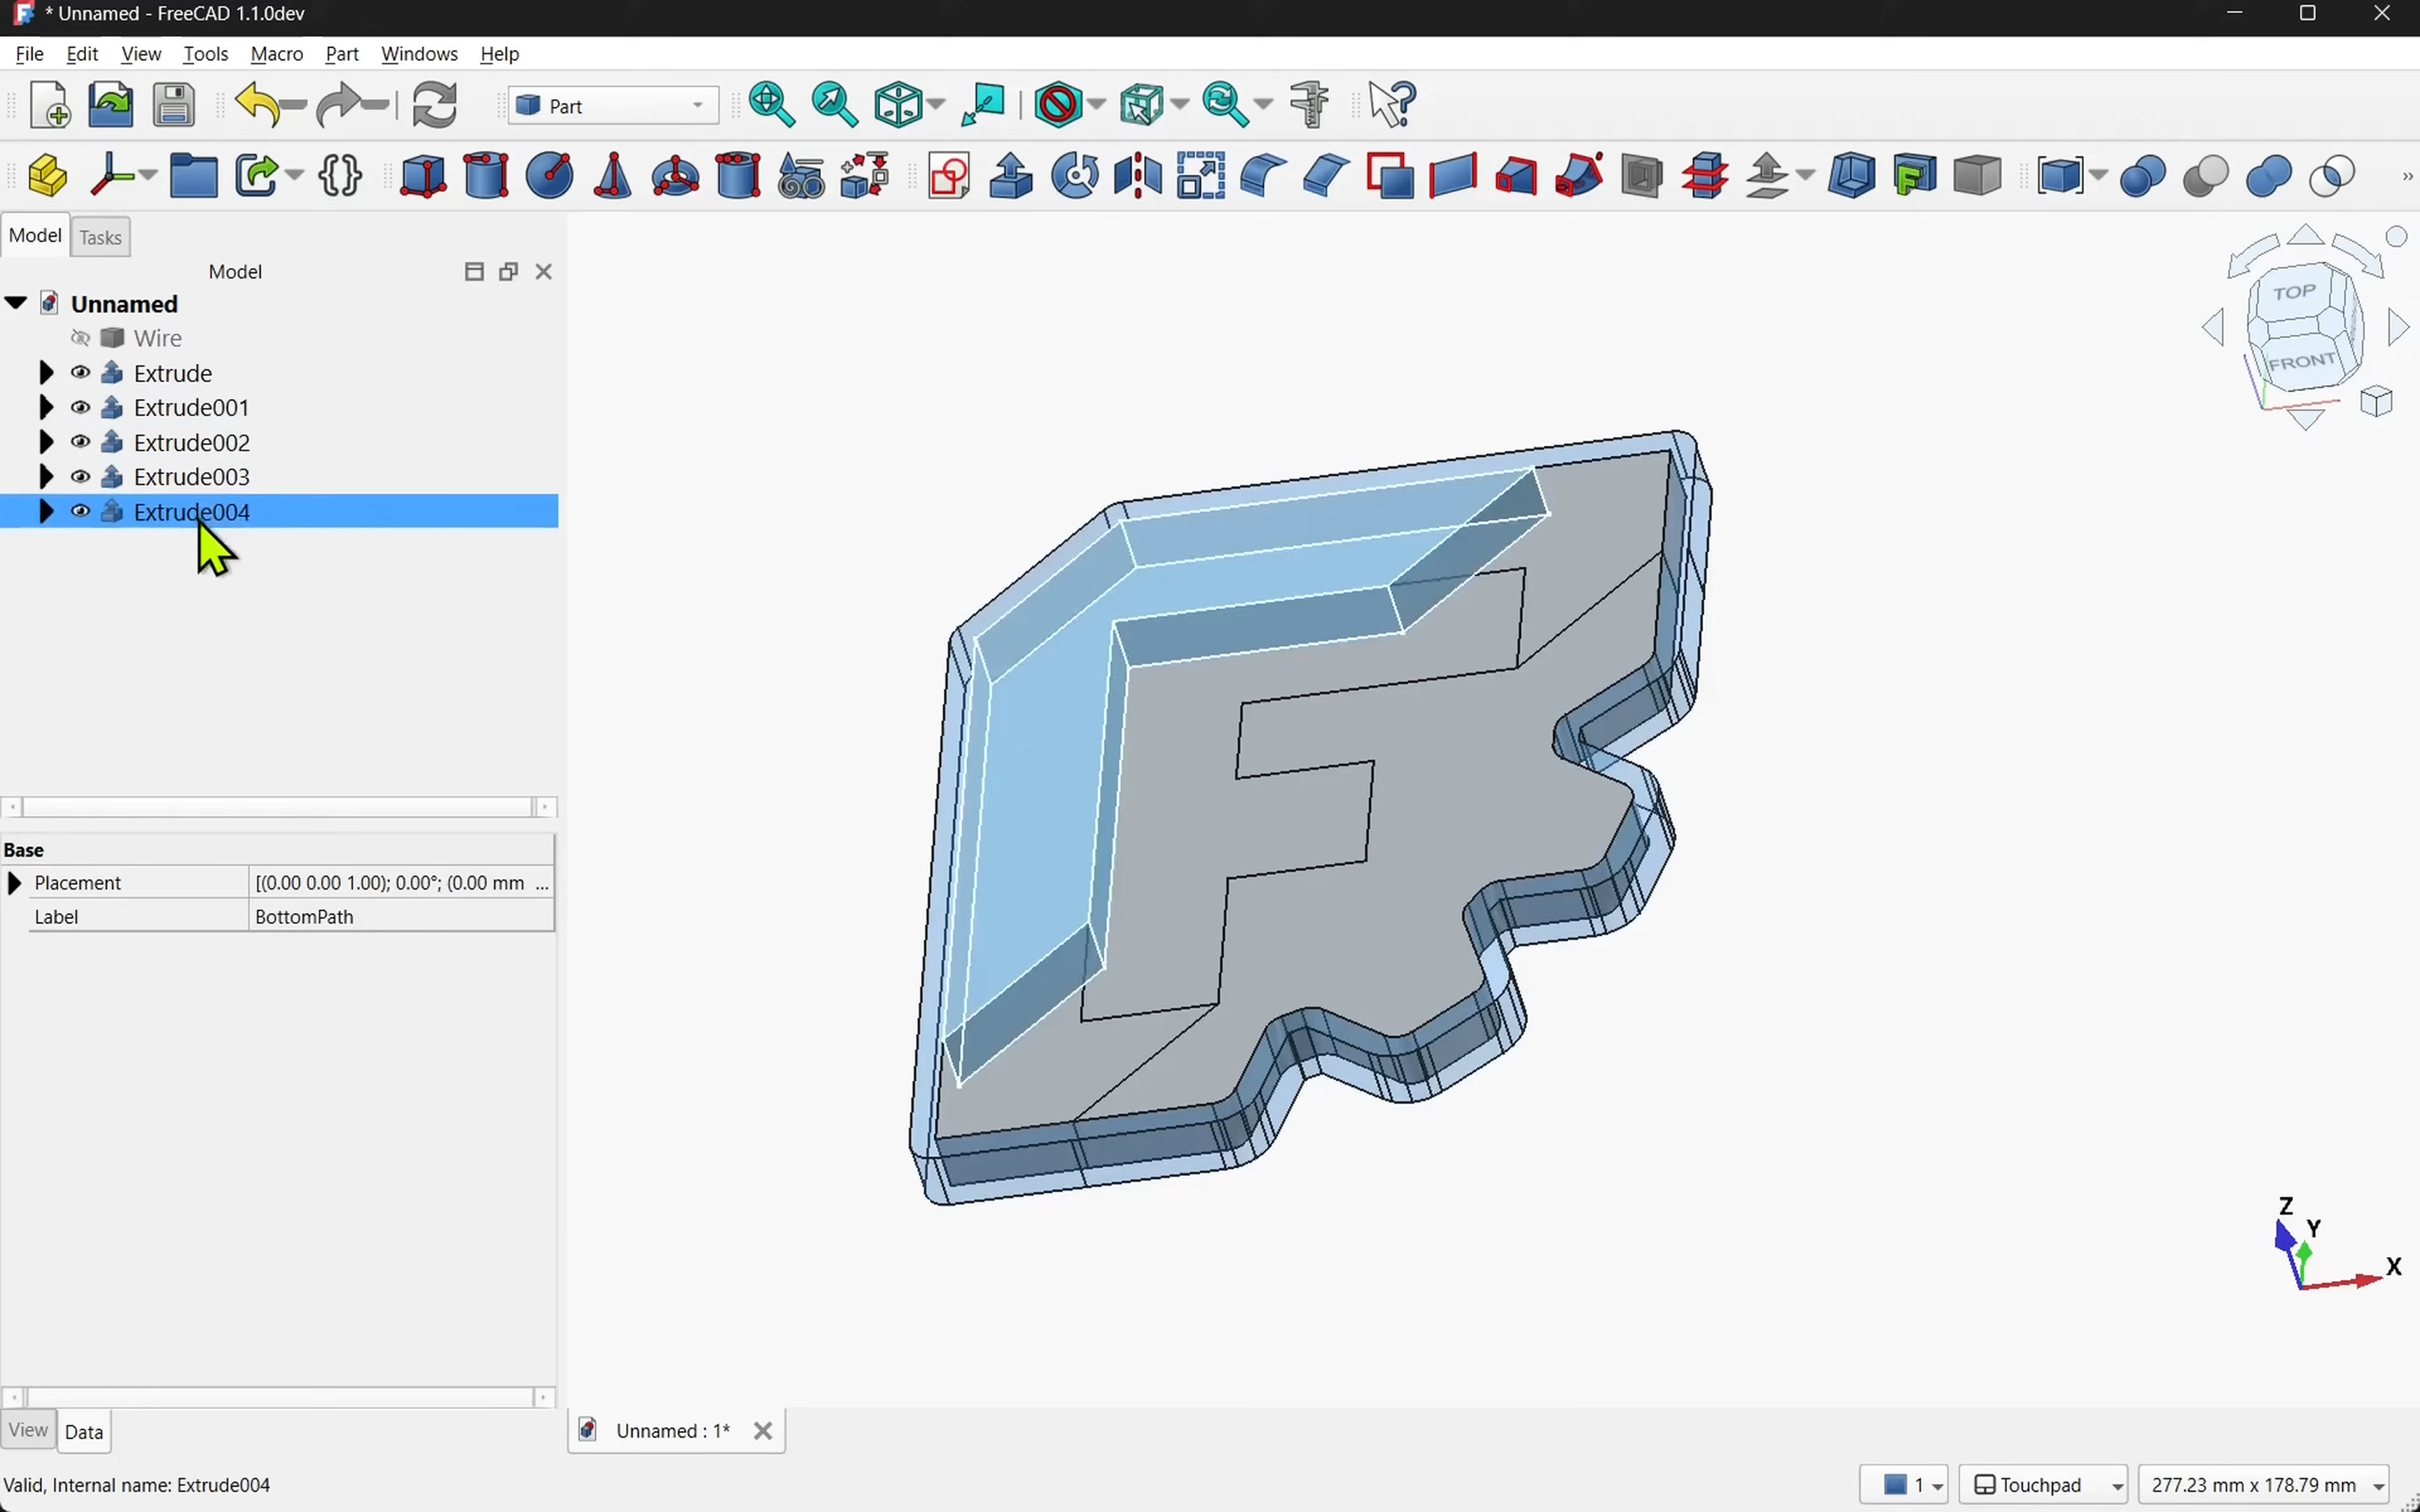 * Unnamed - FreeCAD 1.1.0dev
File Edit View Tools Macro Part Windows Help
Part
Model Tasks
Model
Unnamed
Wire
Extrude
Extrude001
Extrude002
Extrude003
Extrude004
TOP
FRONT
Base
Placement [(0.00 0.00 1.00); 0.00°; (0.00 mm ...
Label BottomPath
Z
Y
X
View Data
Unnamed : 1*
Valid, Internal name: Extrude004
1 Touchpad 277.23 mm x 178.79 mm